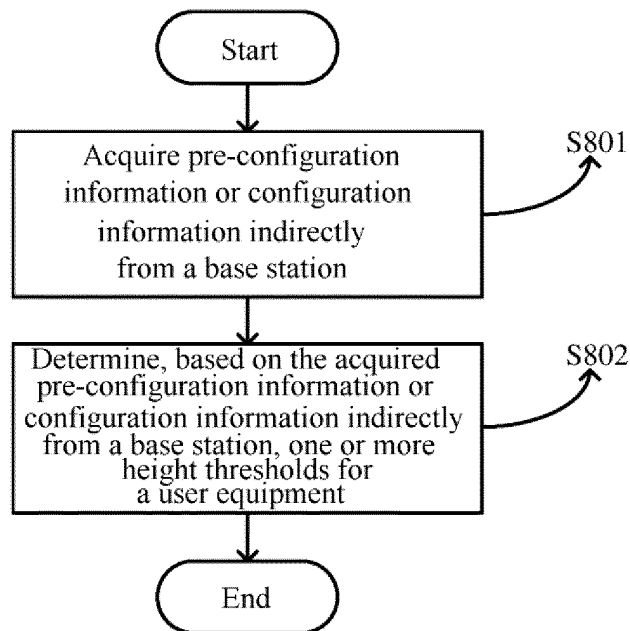 Start
Acquire pre-configuration
information or configuration
information indirectly
from a base station
S801
Determine, based on the acquired
pre-configuration information or
configuration information indirectly
from a base station, one or more
height thresholds for
a user equipment
S802
End